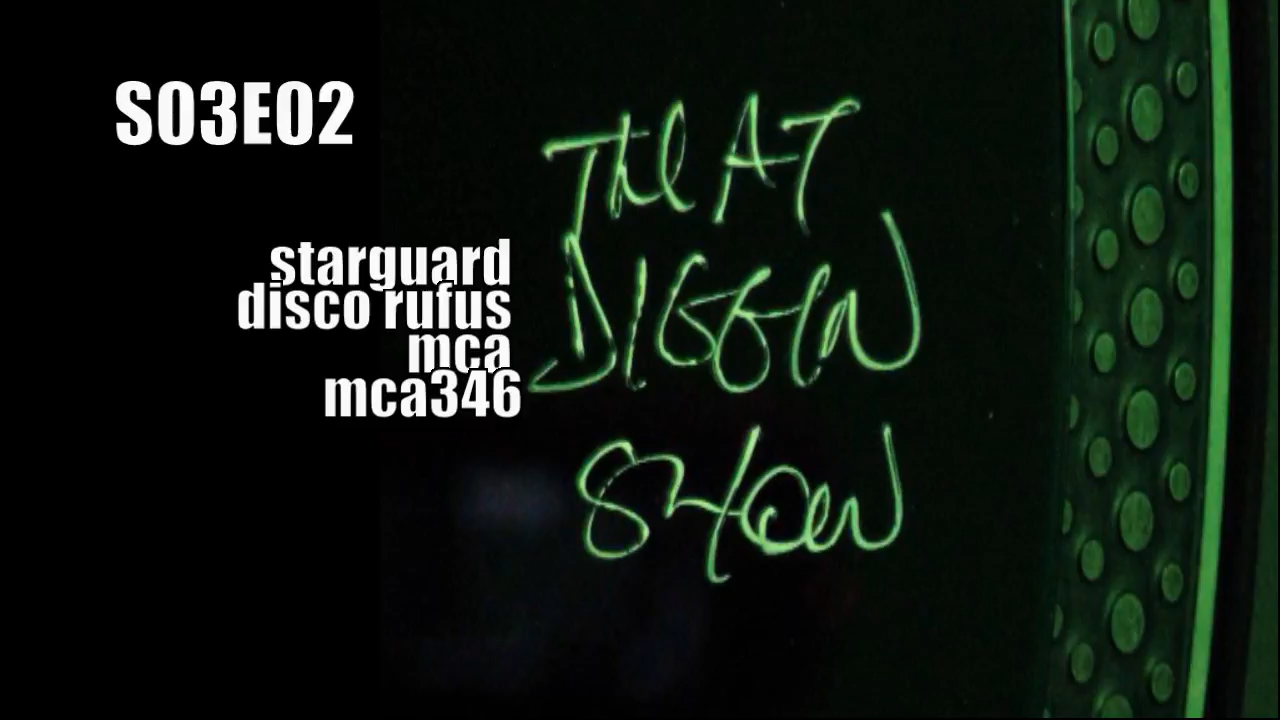 S03E02
starguard
disco rufus
mca
mca346
The AT
DIGGIN
SHOW